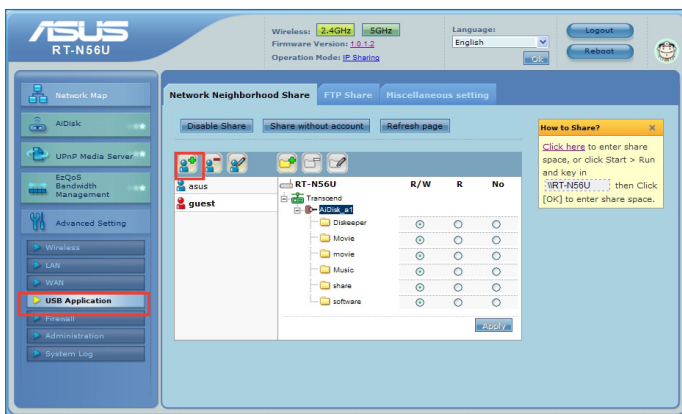 ASUS
RT-N56U
Wireless: 2.4GHz 5GHz
Firmware Version: 1.0.1.2
Operation Mode: IP Sharing
Language:
English
OK
Logout
Reboot
Network Map
AiDisk
UPnP Media Server
EzQoS
Bandwidth
Management
Advanced Setting
Wireless
LAN
WAN
USB Application
Firewall
Administration
System Log
Network Neighborhood Share
FTP Share
Miscellaneous setting
Disable Share
Share without account
Refresh page
asus
guest
RT-N56U R/W R No
Transcend
AiDisk_a1
Diskeeper
Movie
movie
Music
share
software
Apply
How to Share? X
Click here to enter share
space, or click Start > Run
and key in
\\RT-N56U then Click
[OK] to enter share space.